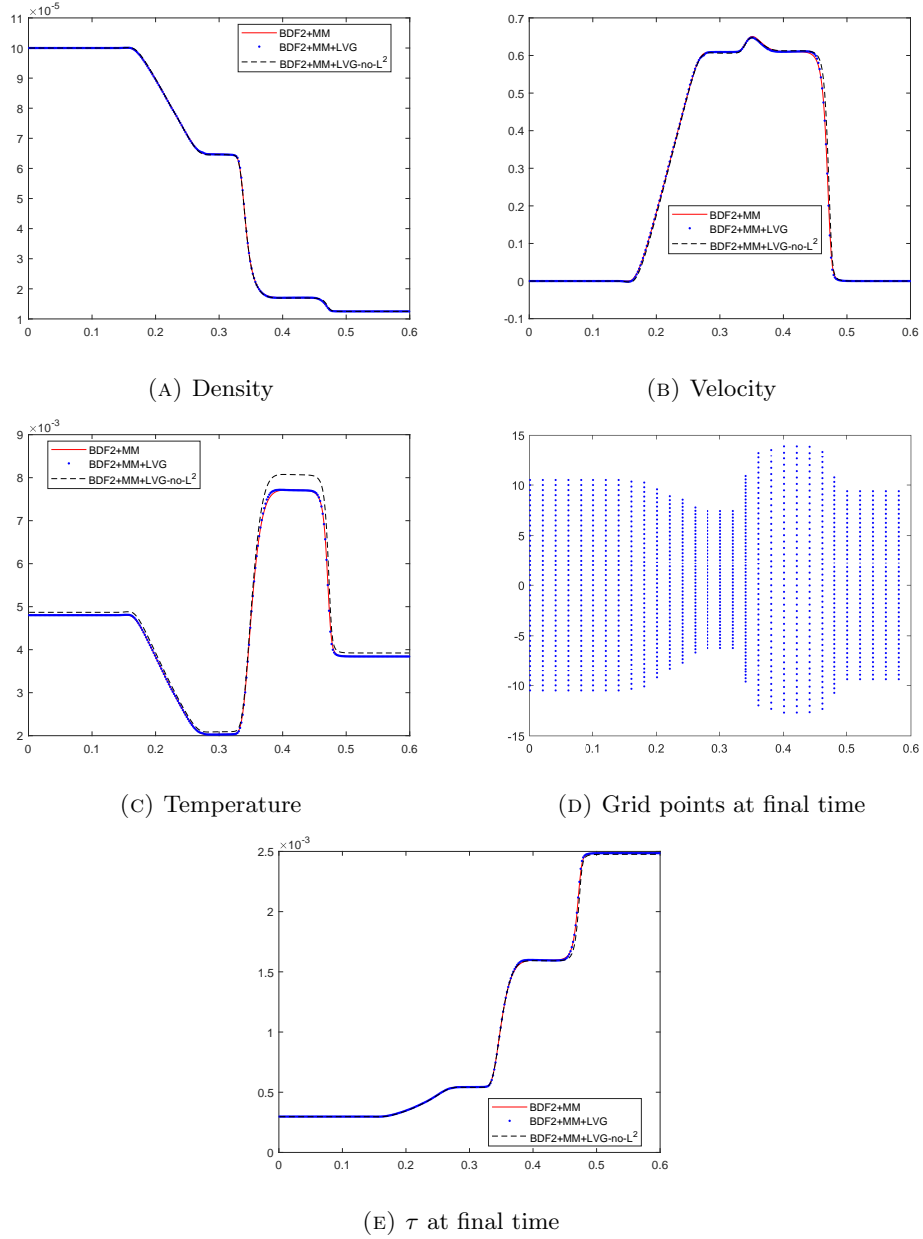 ×10⁻⁵
11
10
9
8
7
6
5
4
3
2
1
0 0.1 0.2 0.3 0.4 0.5 0.6
BDF2+MM
BDF2+MM+LVG
BDF2+MM+LVG-no-L²
(A) Density
0.7
0.6
0.5
0.4
0.3
0.2
0.1
0
-0.1
0 0.1 0.2 0.3 0.4 0.5 0.6
BDF2+MM
BDF2+MM+LVG
BDF2+MM+LVG-no-L²
(B) Velocity
×10⁻³
9
8
7
6
5
4
3
2
0 0.1 0.2 0.3 0.4 0.5 0.6
BDF2+MM
BDF2+MM+LVG
BDF2+MM+LVG-no-L²
(C) Temperature
15
10
5
0
-5
-10
-15
0 0.1 0.2 0.3 0.4 0.5 0.6
(D) Grid points at final time
×10⁻³
2.5
2
1.5
1
0.5
0
0 0.1 0.2 0.3 0.4 0.5 0.6
BDF2+MM
BDF2+MM+LVG
BDF2+MM+LVG-no-L²
(E) τ at final time